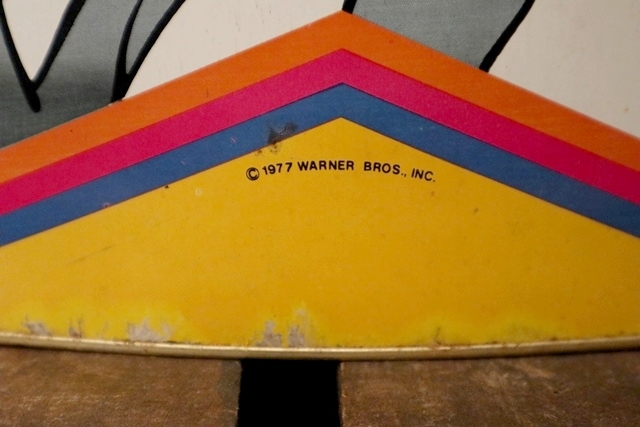 © 1977 WARNER BROS., INC.